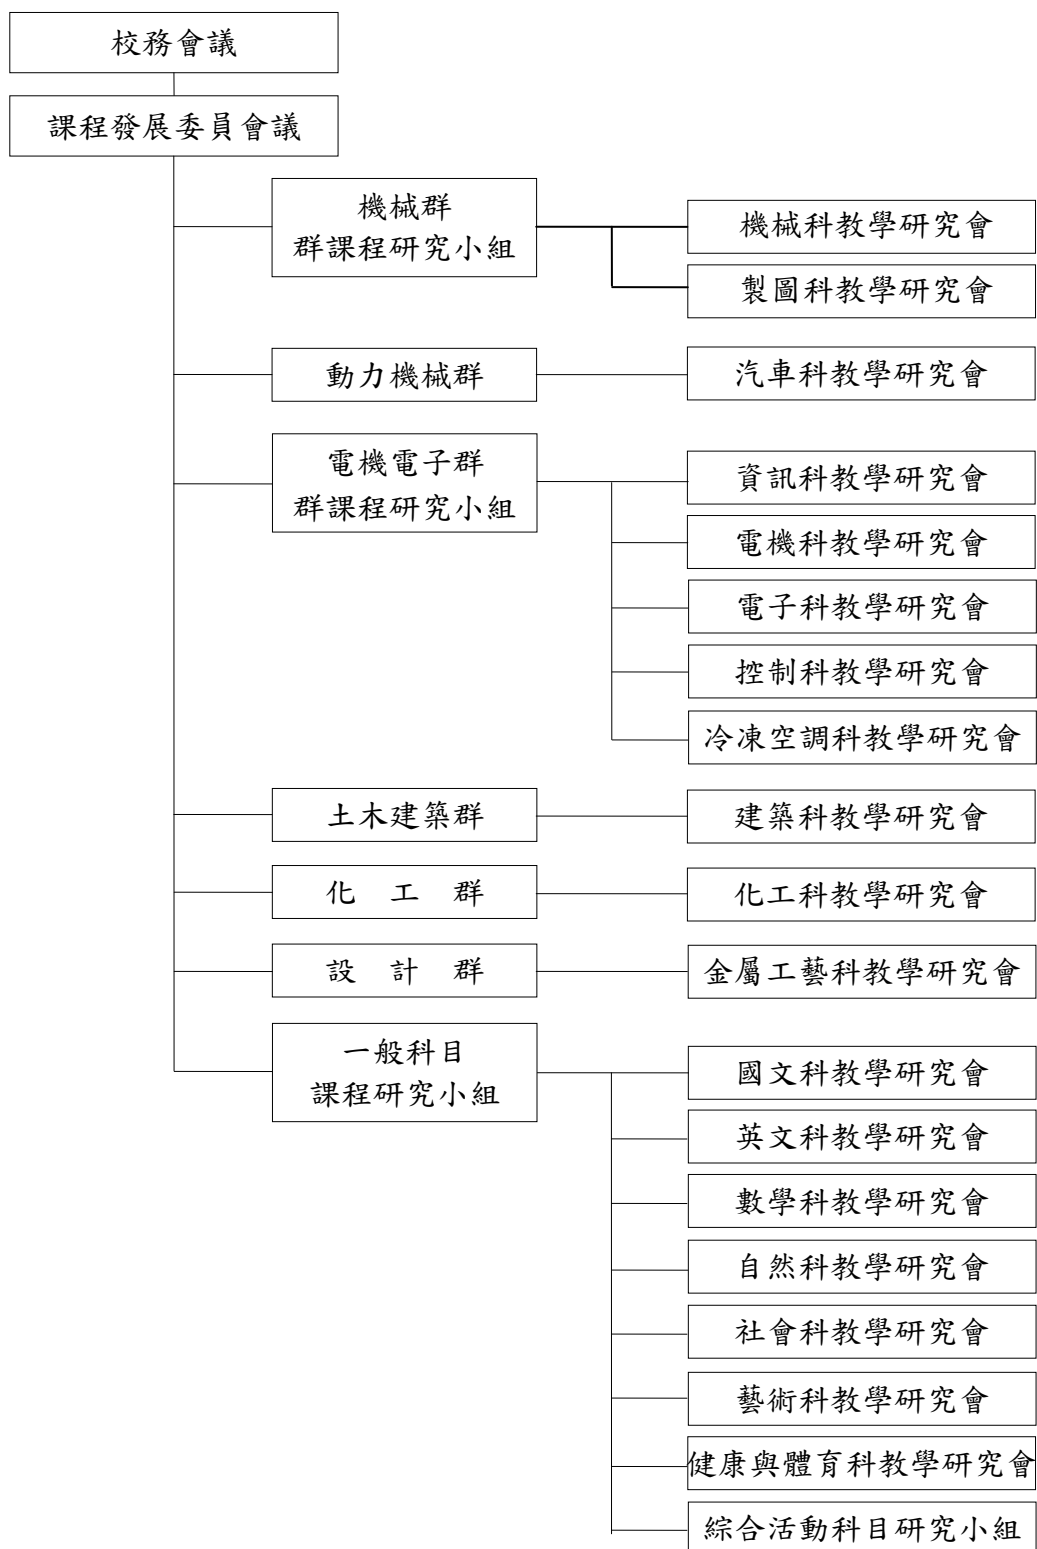 校務會議
課程發展委員會議
機械群
群課程研究小組
機械科教學研究會
製圖科教學研究會
動力機械群
汽車科教學研究會
電機電子群
群課程研究小組
資訊科教學研究會
電機科教學研究會
電子科教學研究會
控制科教學研究會
冷凍空調科教學研究會
土木建築群
建築科教學研究會
化 工 群
化工科教學研究會
設 計 群
金屬工藝科教學研究會
一般科目
課程研究小組
國文科教學研究會
英文科教學研究會
數學科教學研究會
自然科教學研究會
社會科教學研究會
藝術科教學研究會
健康與體育科教學研究會
綜合活動科目研究小組